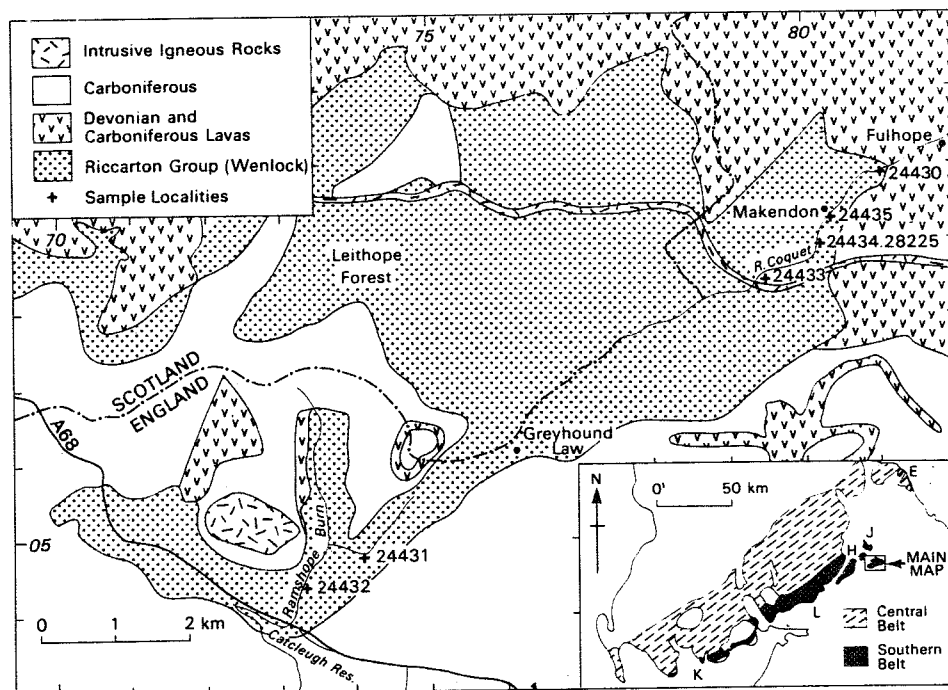 75
80
Intrusive Igneous Rocks
Carboniferous
Devonian and
Carboniferous Lavas
Riccarton Group (Wenlock)
Sample Localities
Fulhope
24430
Makendon
24435
70
24434.28225
R. Coquet
24433
Leithope
Forest
SCOTLAND
ENGLAND
A68
Greyhound
Law
05
Ramshope Burn
24431
24432
0 1 2 km
Catcleugh Res.
N
0' 50 km
E
J
H
MAIN
MAP
L
K
Central
Belt
Southern
Belt